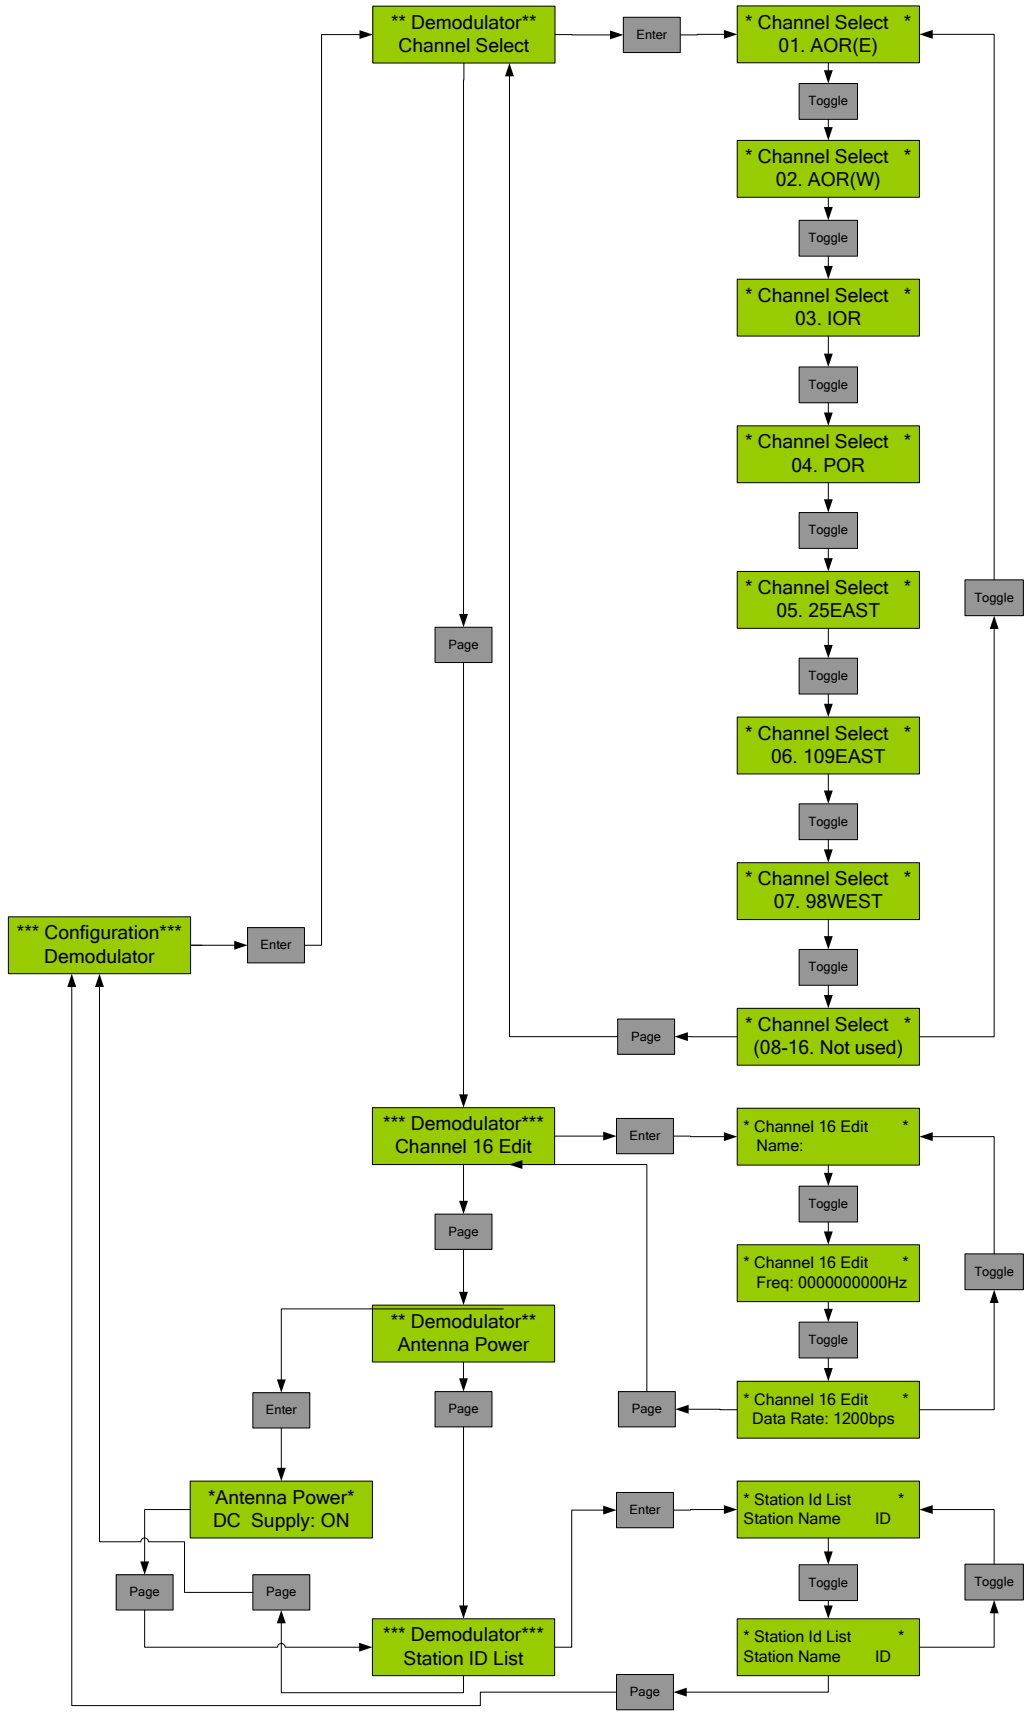 ** Demodulator**
Channel Select
Enter
* Channel Select *
01. AOR(E)
Toggle
* Channel Select *
02. AOR(W)
Toggle
* Channel Select *
03. IOR
Toggle
* Channel Select *
04. POR
Toggle
* Channel Select *
05. 25EAST
Toggle
Page
Toggle
* Channel Select *
06. 109EAST
Toggle
* Channel Select *
07. 98WEST
*** Configuration***
Demodulator
Enter
Toggle
* Channel Select *
(08-16. Not used)
Page
*** Demodulator***
Channel 16 Edit
Enter
* Channel 16 Edit *
Name:
Toggle
Page
* Channel 16 Edit *
Freq: 0000000000Hz
Toggle
Toggle
** Demodulator**
Antenna Power
Enter
Page
Page
* Channel 16 Edit *
Data Rate: 1200bps
*Antenna Power*
DC Supply: ON
Enter
* Station Id List *
Station Name ID
Page
Page
Toggle
Toggle
*** Demodulator***
Station ID List
* Station Id List *
Station Name ID
Page